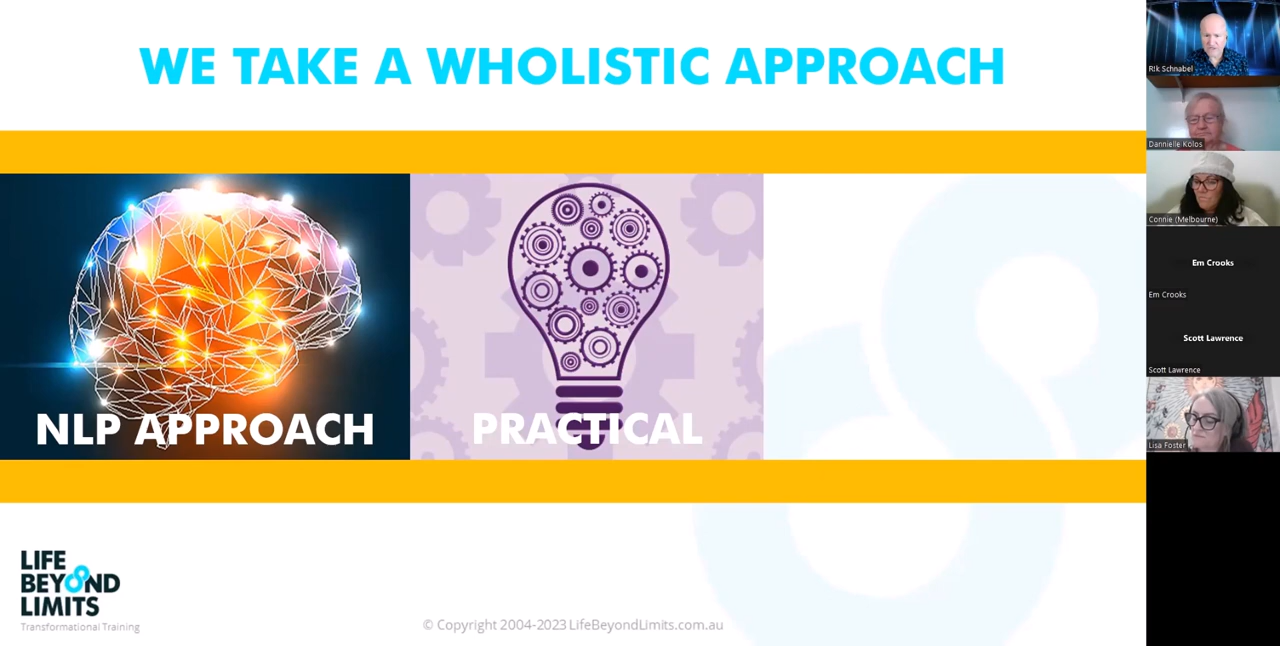 WE TAKE A WHOLISTIC APPROACH
NLP APPROACH
PRACTICAL
LIFE
BEYOND
LIMITS
Transformational Training
© Copyright 2004-2023 LifeBeyondLimits.com.au
Rik Schnabel
Dannielle Kolos
Connie (Melbourne)
Em Crooks
Em Crooks
Scott Lawrence
Scott Lawrence
Lisa Foster